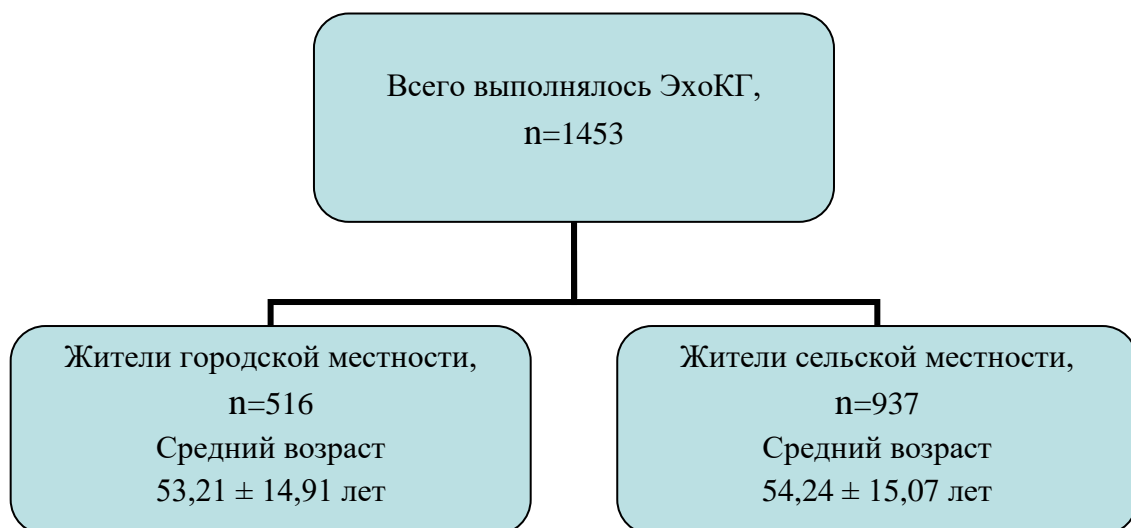 Всего выполнялось ЭхоКГ,
n=1453
Жители городской местности,
n=516
Средний возраст
53,21 ± 14,91 лет
Жители сельской местности,
n=937
Средний возраст
54,24 ± 15,07 лет